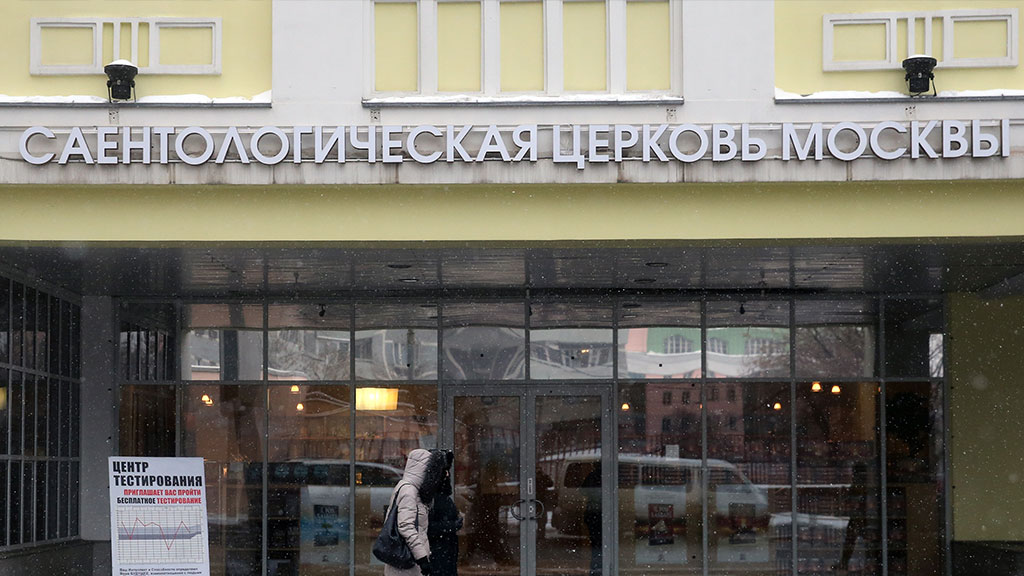 САЕНТОЛОГИЧЕСКАЯ ЦЕРКОВЬ МОСКВЫ
ЦЕНТР
ТЕСТИРОВАНИЯ
ПРИГЛАШАЕТ ВАС ПРОЙТИ
БЕСПЛАТНОЕ ТЕСТИРОВАНИЕ